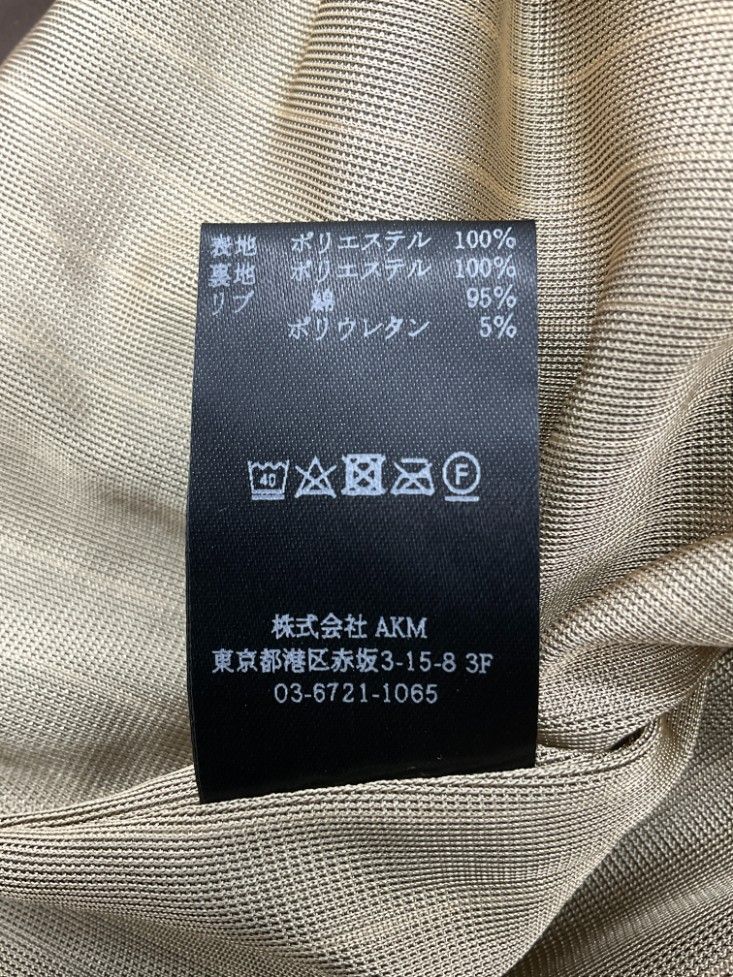 表地 ポリエステル 100%
裏地 ポリエステル 100%
リブ 綿 95%
ポリウレタン 5%
40 F
株式会社 AKM
東京都港区赤坂3-15-8 3F
03-6721-1065